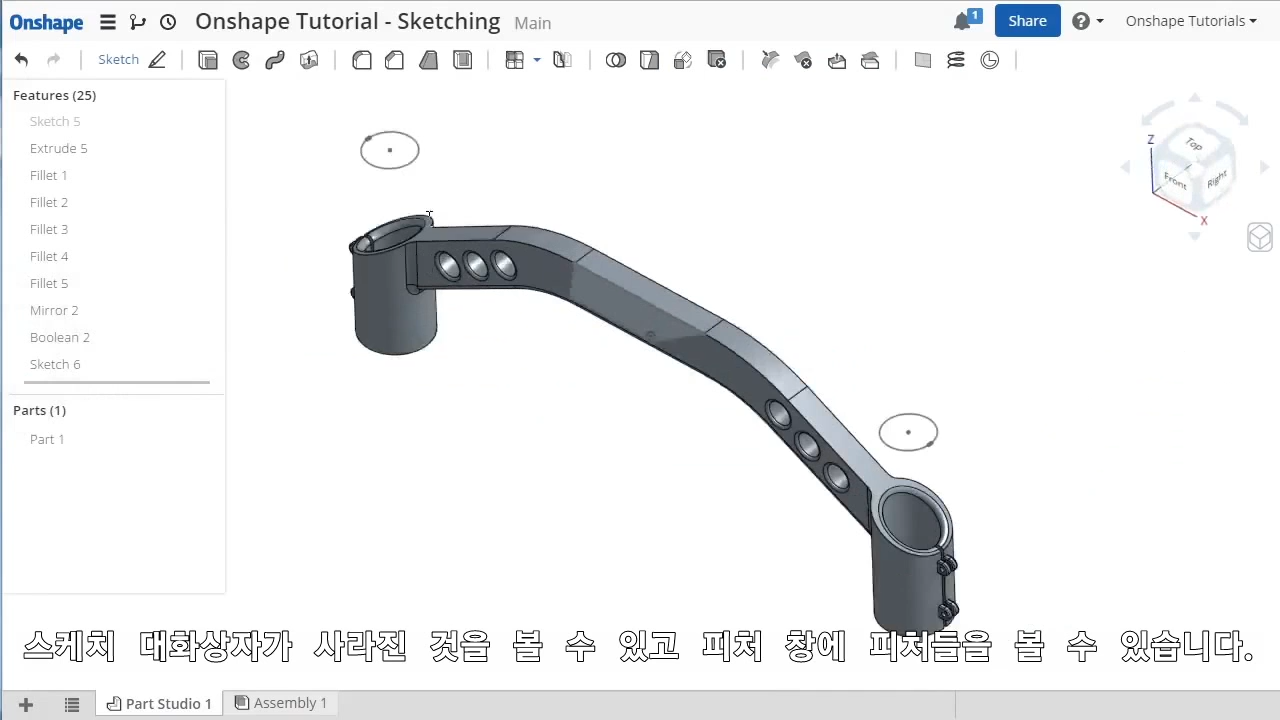 Onshape Onshape Tutorial - Sketching Main 1 Share Onshape Tutorials
Sketch
Features (25)
Sketch 5
Extrude 5
Fillet 1
Fillet 2
Fillet 3
Fillet 4
Fillet 5
Mirror 2
Boolean 2
Sketch 6
Parts (1)
Part 1
Z
Top
Front
Right
X
스케치 대화상자가 사라진 것을 볼 수 있고 피처 창에 피처들을 볼 수 있습니다.
Part Studio 1 Assembly 1